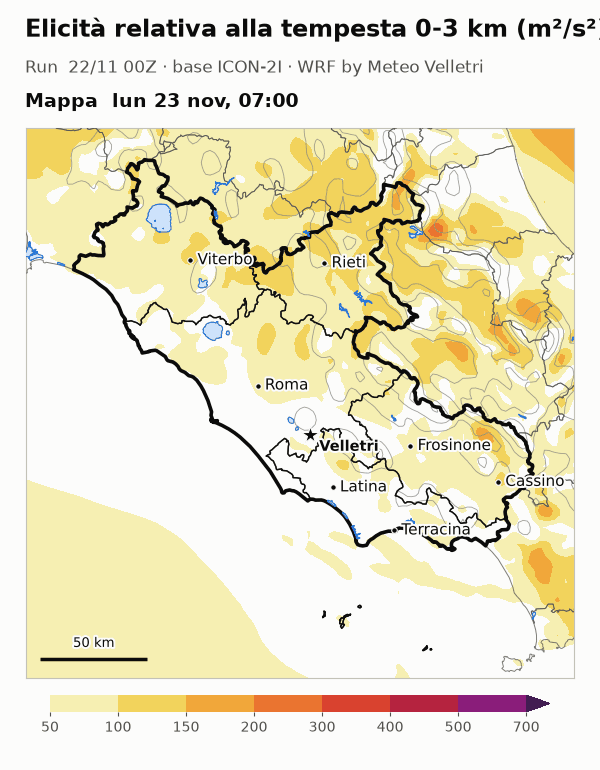 Elicità relativa alla tempesta 0-3 km (m²/s²)
Run 22/11 00Z · base ICON-2I · WRF by Meteo Velletri
Mappa lun 23 nov, 07:00
Viterbo
Rieti
Roma
Velletri
Frosinone
Latina
Cassino
Terracina
50 km
50 100 150 200 300 400 500 700